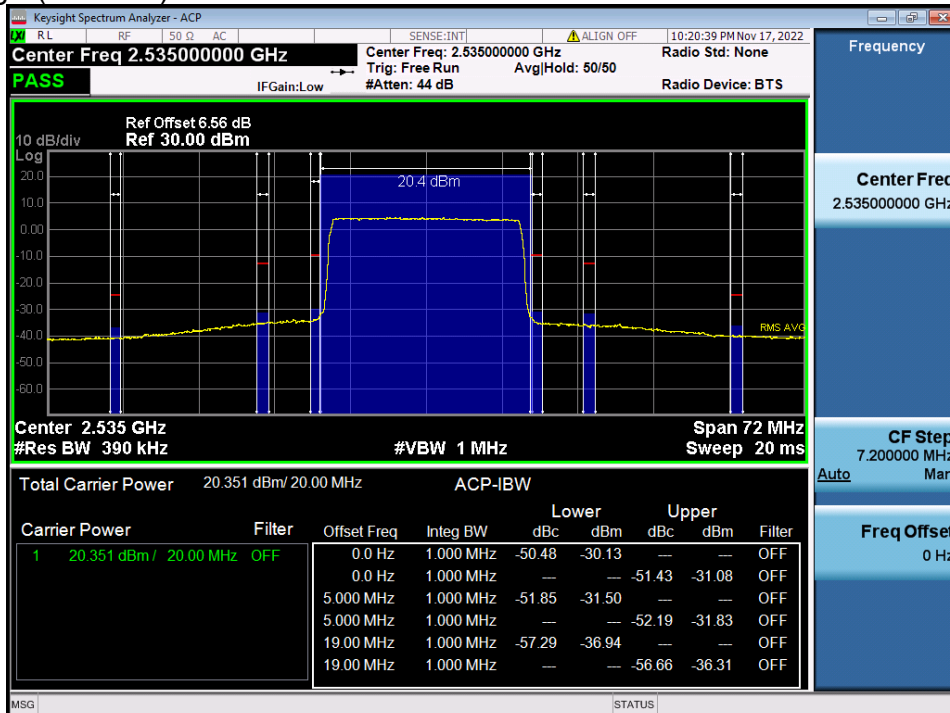 Keysight Spectrum Analyzer - ACP
LXI RL RF 50 Ω AC SENSE:INT ALIGN OFF 10:20:39 PM Nov 17, 2022
Center Freq 2.535000000 GHz Center Freq: 2.535000000 GHz Radio Std: None
Trig: Free Run Avg|Hold: 50/50
PASS IFGain:Low #Atten: 44 dB Radio Device: BTS
Frequency
Ref Offset 6.56 dB
10 dB/div Ref 30.00 dBm
Log
20.0
10.0
0.00
-10.0
-20.0
-30.0
-40.0
-50.0
-60.0
20.4 dBm
RMS AVG
Center 2.535 GHz Span 72 MHz
#Res BW 390 kHz #VBW 1 MHz Sweep 20 ms
Center Freq
2.535000000 GHz
CF Step
7.200000 MHz
Auto Man
Freq Offset
0 Hz
Total Carrier Power 20.351 dBm/ 20.00 MHz ACP-IBW
Lower Upper
Carrier Power Filter Offset Freq Integ BW dBc dBm dBc dBm Filter
1 20.351 dBm / 20.00 MHz OFF 0.0 Hz 1.000 MHz -50.48 -30.13 --- --- OFF
0.0 Hz 1.000 MHz --- --- -51.43 -31.08 OFF
5.000 MHz 1.000 MHz -51.85 -31.50 --- --- OFF
5.000 MHz 1.000 MHz --- --- -52.19 -31.83 OFF
19.00 MHz 1.000 MHz -57.29 -36.94 --- --- OFF
19.00 MHz 1.000 MHz --- --- -56.66 -36.31 OFF
MSG STATUS